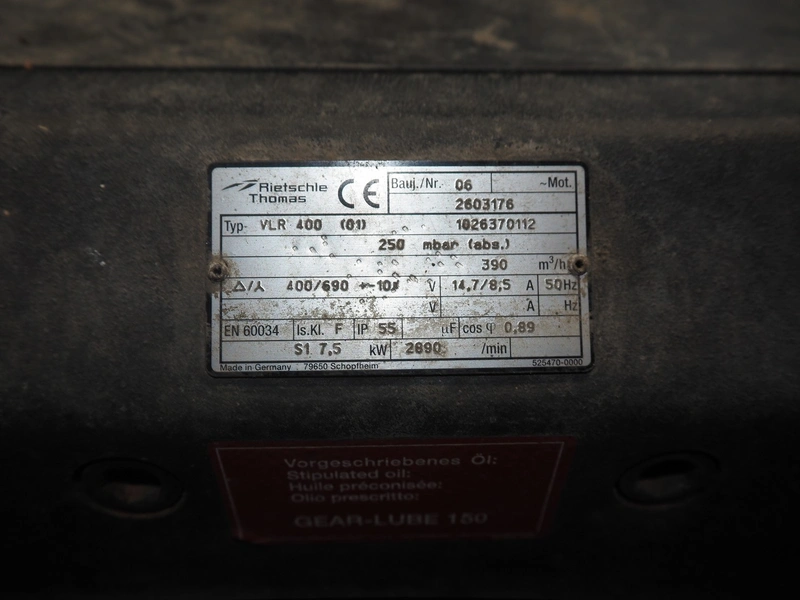 Rietschle
Thomas
CE
Bauj./Nr. 06 ~Mot.
2603176
Typ- VLR 400 (01) 1026370112
250 mbar (abs.)
390 m³/h
△/⅄ 400/690 +-10% V 14,7/8,5 A 50Hz
V A Hz
EN 60034 Is.Kl. F IP 55 µF cos φ 0,89
S1 7,5 kW 2890 /min
Made in Germany 79650 Schopfheim 525470-0000
Vorgeschriebenes Öl:
Stipulated oil:
Huile préconisée:
Olio prescritto:
GEAR-LUBE 150